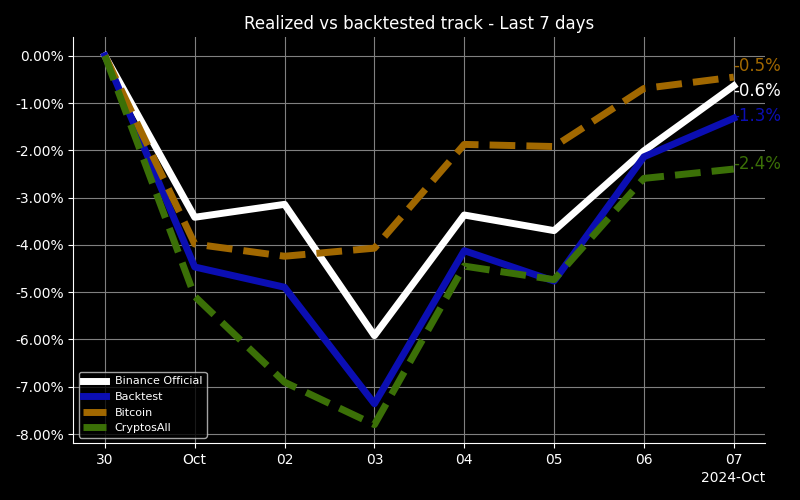 Realized vs backtested track - Last 7 days
0.00%
-1.00%
-2.00%
-3.00%
-4.00%
-5.00%
-6.00%
-7.00%
-8.00%
-0.5%
-0.6%
-1.3%
-2.4%
Binance Official
Backtest
Bitcoin
CryptosAll
30 Oct 02 03 04 05 06 07
2024-Oct